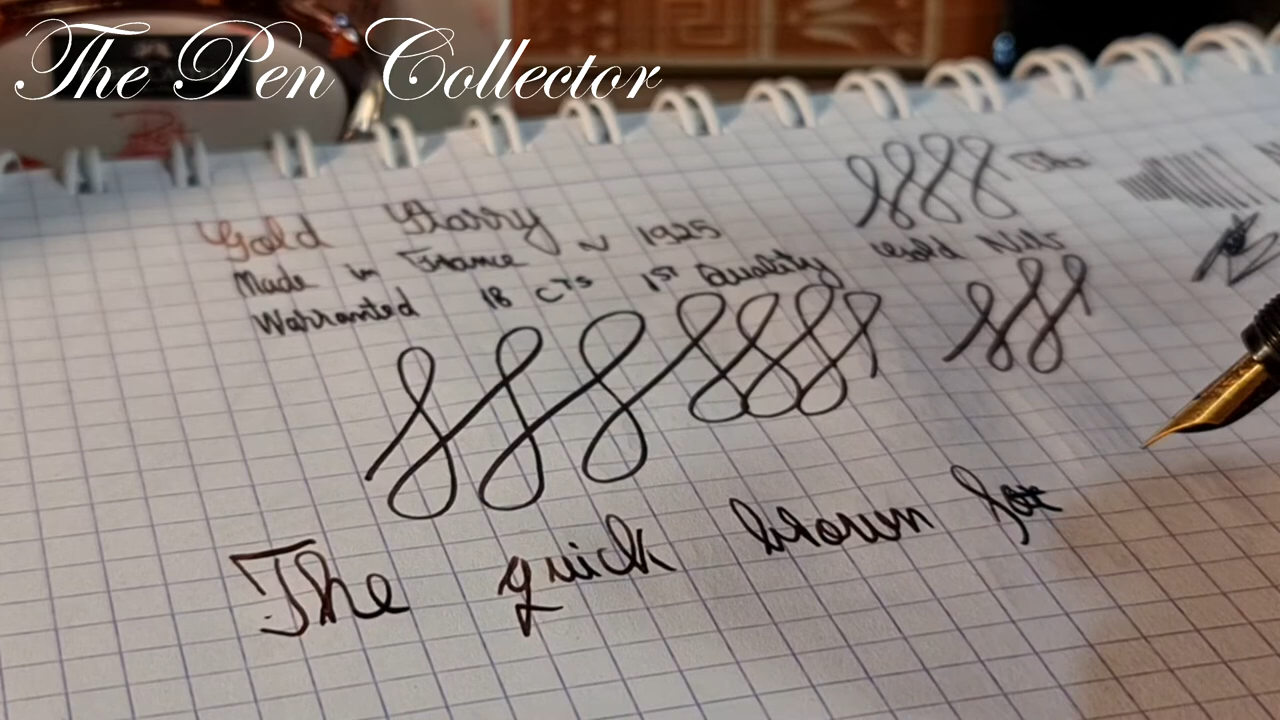 The Pen Collector
Gold Starry
Made in France ~ 1925
Warranted 18 CTS 1ST Quality Gold Nib
The quick brown fox